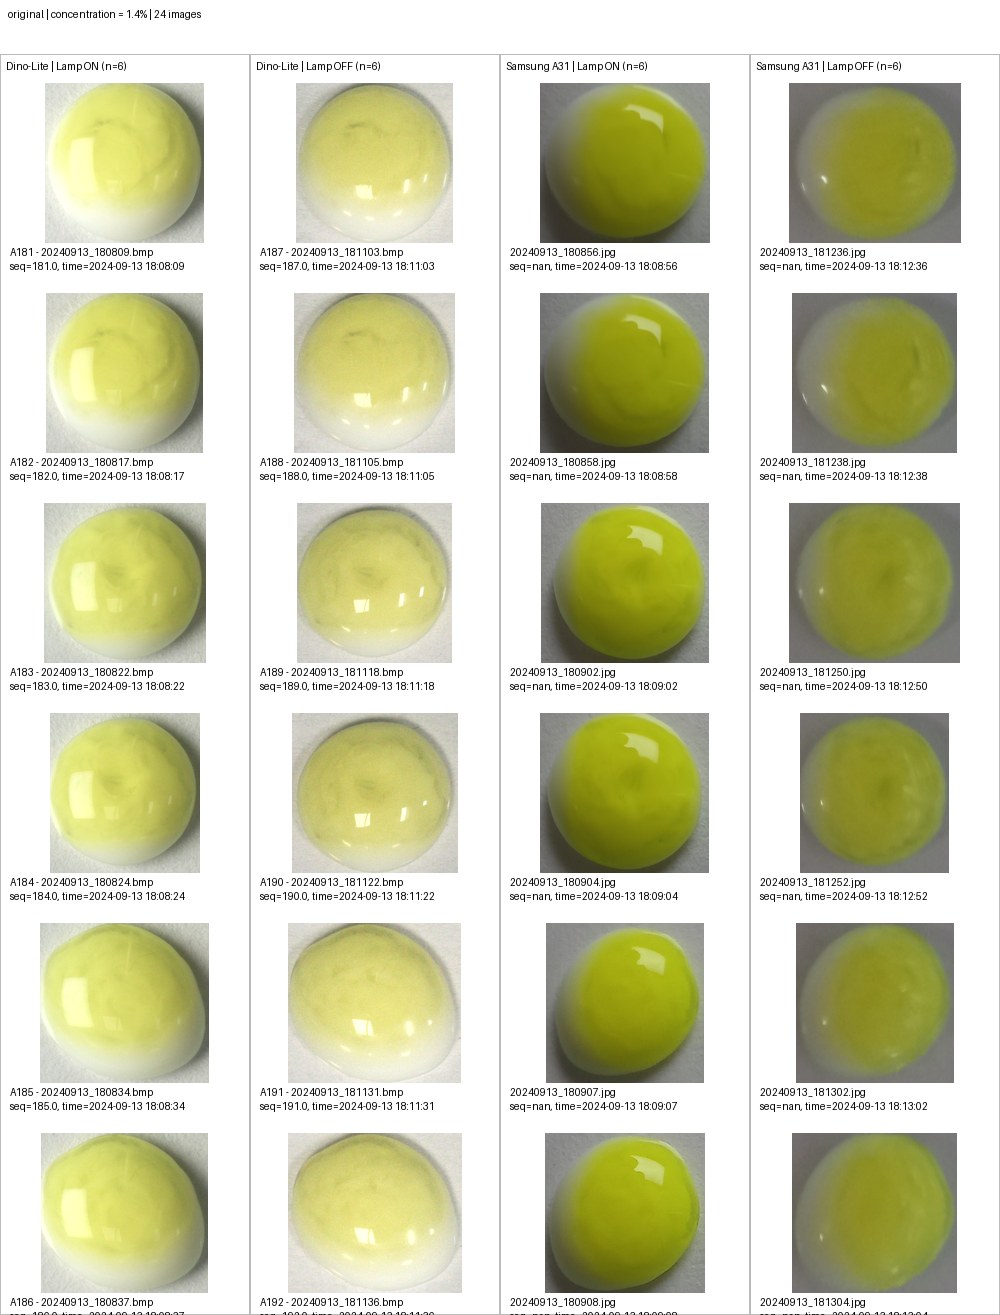 original | concentration = 1.4% | 24 images
Dino-Lite | Lamp ON (n=6)
Dino-Lite | Lamp OFF (n=6)
Samsung A31 | Lamp ON (n=6)
Samsung A31 | Lamp OFF (n=6)
A181 - 20240913_180809.bmp
seq=181.0, time=2024-09-13 18:08:09
A187 - 20240913_181103.bmp
seq=187.0, time=2024-09-13 18:11:03
20240913_180856.jpg
seq=nan, time=2024-09-13 18:08:56
20240913_181236.jpg
seq=nan, time=2024-09-13 18:12:36
A182 - 20240913_180817.bmp
seq=182.0, time=2024-09-13 18:08:17
A188 - 20240913_181105.bmp
seq=188.0, time=2024-09-13 18:11:05
20240913_180858.jpg
seq=nan, time=2024-09-13 18:08:58
20240913_181238.jpg
seq=nan, time=2024-09-13 18:12:38
A183 - 20240913_180822.bmp
seq=183.0, time=2024-09-13 18:08:22
A189 - 20240913_181118.bmp
seq=189.0, time=2024-09-13 18:11:18
20240913_180902.jpg
seq=nan, time=2024-09-13 18:09:02
20240913_181250.jpg
seq=nan, time=2024-09-13 18:12:50
A184 - 20240913_180824.bmp
seq=184.0, time=2024-09-13 18:08:24
A190 - 20240913_181122.bmp
seq=190.0, time=2024-09-13 18:11:22
20240913_180904.jpg
seq=nan, time=2024-09-13 18:09:04
20240913_181252.jpg
seq=nan, time=2024-09-13 18:12:52
A185 - 20240913_180834.bmp
seq=185.0, time=2024-09-13 18:08:34
A191 - 20240913_181131.bmp
seq=191.0, time=2024-09-13 18:11:31
20240913_180907.jpg
seq=nan, time=2024-09-13 18:09:07
20240913_181302.jpg
seq=nan, time=2024-09-13 18:13:02
A186 - 20240913_180837.bmp
A192 - 20240913_181136.bmp
20240913_180908.jpg
20240913_181304.jpg